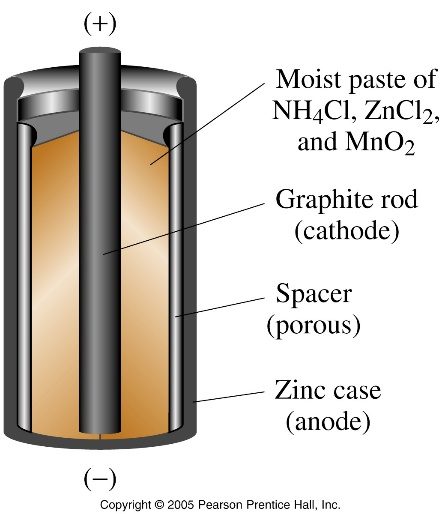 (+)
Moist paste of
NH₄Cl, ZnCl₂,
and MnO₂
Graphite rod
(cathode)
Spacer
(porous)
Zinc case
(anode)
(−)
Copyright © 2005 Pearson Prentice Hall, Inc.